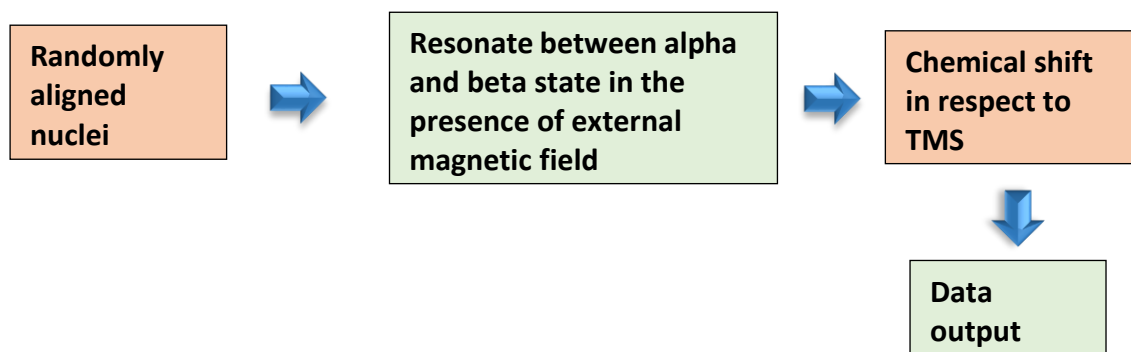 Randomly
aligned
nuclei
Resonate between alpha
and beta state in the
presence of external
magnetic field
Chemical shift
in respect to
TMS
Data
output